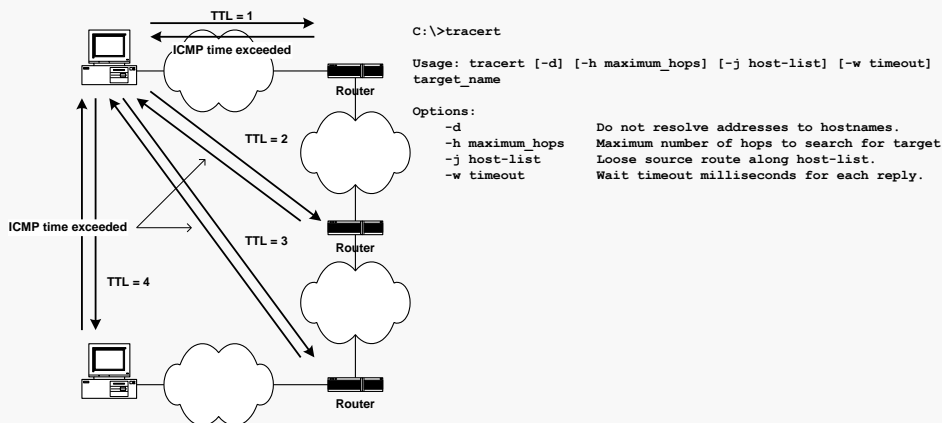 TTL = 1
ICMP time exceeded
Router
TTL = 2
ICMP time exceeded
Router
TTL = 3
TTL = 4
Router
C:\>tracert
Usage: tracert [-d] [-h maximum_hops] [-j host-list] [-w timeout]
target_name
Options:
-d Do not resolve addresses to hostnames.
-h maximum_hops Maximum number of hops to search for target
-j host-list Loose source route along host-list.
-w timeout Wait timeout milliseconds for each reply.